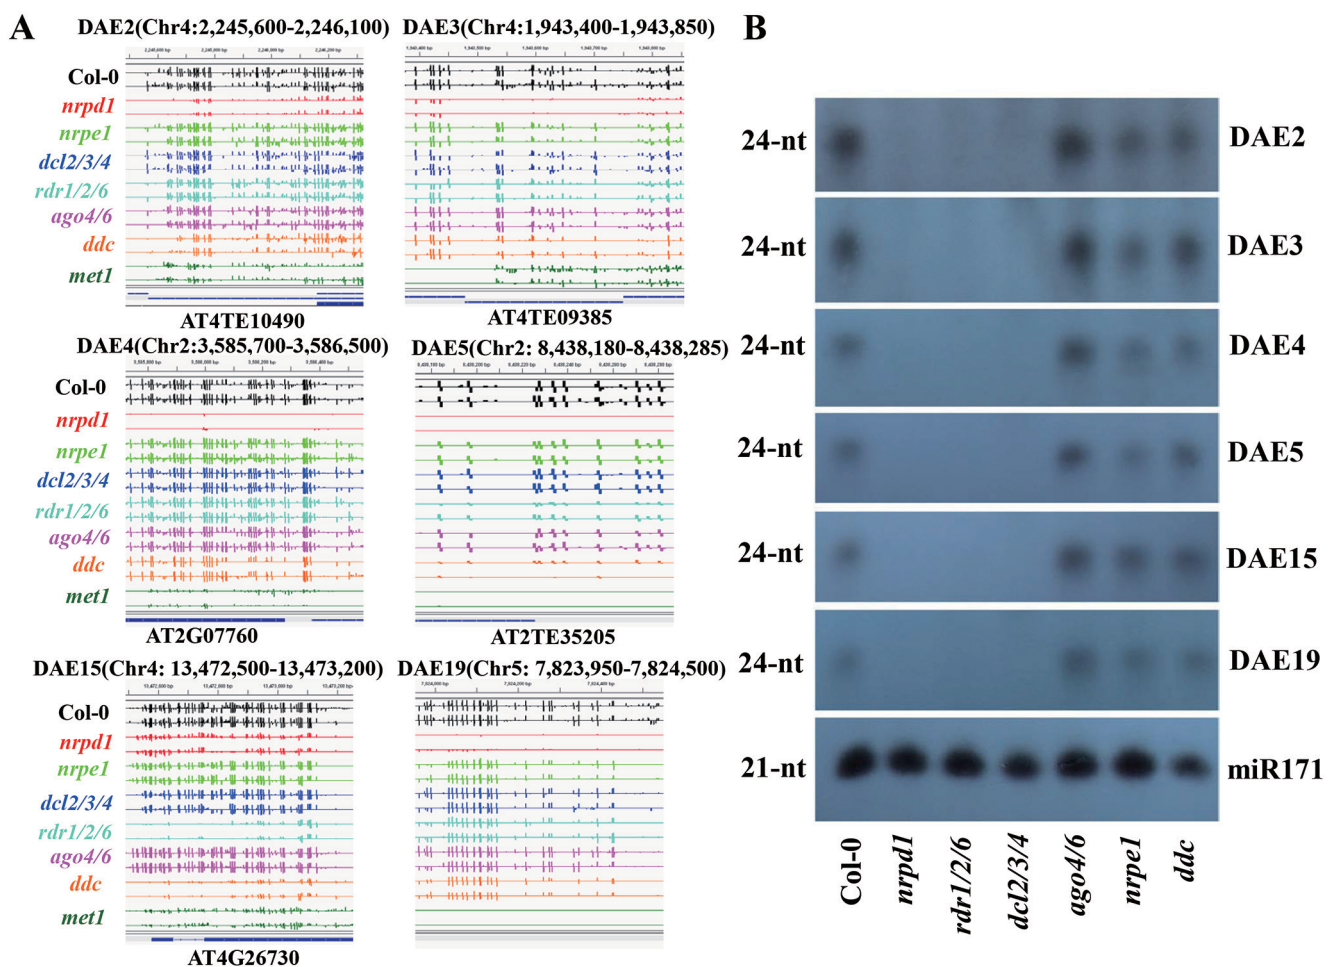 A
B
DAE2(Chr4:2,245,600-2,246,100)
DAE3(Chr4:1,943,400-1,943,850)
Col-0
nrpd1
nrpe1
dcl2/3/4
rdr1/2/6
ago4/6
ddc
met1
AT4TE10490
AT4TE09385
DAE4(Chr2:3,585,700-3,586,500)
DAE5(Chr2: 8,438,180-8,438,285)
Col-0
nrpd1
nrpe1
dcl2/3/4
rdr1/2/6
ago4/6
ddc
met1
AT2G07760
AT2TE35205
DAE15(Chr4: 13,472,500-13,473,200)
DAE19(Chr5: 7,823,950-7,824,500)
Col-0
nrpd1
nrpe1
dcl2/3/4
rdr1/2/6
ago4/6
ddc
met1
AT4G26730
24-nt DAE2
24-nt DAE3
24-nt DAE4
24-nt DAE5
24-nt DAE15
24-nt DAE19
21-nt miR171
Col-0 nrpd1 rdr1/2/6 dcl2/3/4 ago4/6 nrpe1 ddc